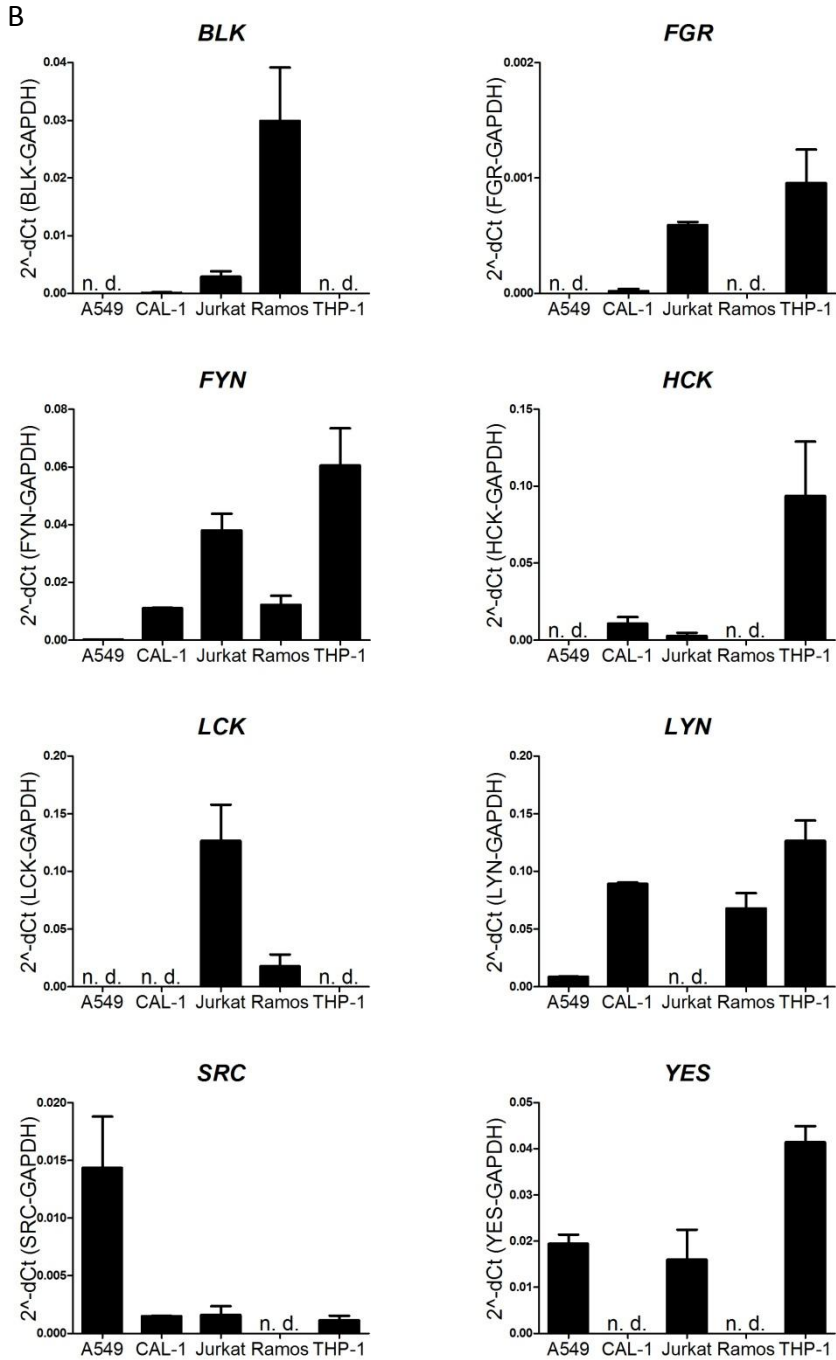 B
BLK
2^-dCt (BLK-GAPDH)
0.04
0.03
0.02
0.01
0.00
n. d. n. d.
A549 CAL-1 Jurkat Ramos THP-1
FGR
2^-dCt (FGR-GAPDH)
0.002
0.001
0.000
n. d. n. d.
A549 CAL-1 Jurkat Ramos THP-1
FYN
2^-dCt (FYN-GAPDH)
0.08
0.06
0.04
0.02
0.00
A549 CAL-1 Jurkat Ramos THP-1
HCK
2^-dCt (HCK-GAPDH)
0.15
0.10
0.05
0.00
n. d. n. d.
A549 CAL-1 Jurkat Ramos THP-1
LCK
2^-dCt (LCK-GAPDH)
0.20
0.15
0.10
0.05
0.00
n. d. n. d. n. d.
A549 CAL-1 Jurkat Ramos THP-1
LYN
2^-dCt (LYN-GAPDH)
0.20
0.15
0.10
0.05
0.00
n. d.
A549 CAL-1 Jurkat Ramos THP-1
SRC
2^-dCt (SRC-GAPDH)
0.020
0.015
0.010
0.005
0.000
n. d.
A549 CAL-1 Jurkat Ramos THP-1
YES
2^-dCt (YES-GAPDH)
0.05
0.04
0.03
0.02
0.01
0.00
n. d. n. d.
A549 CAL-1 Jurkat Ramos THP-1